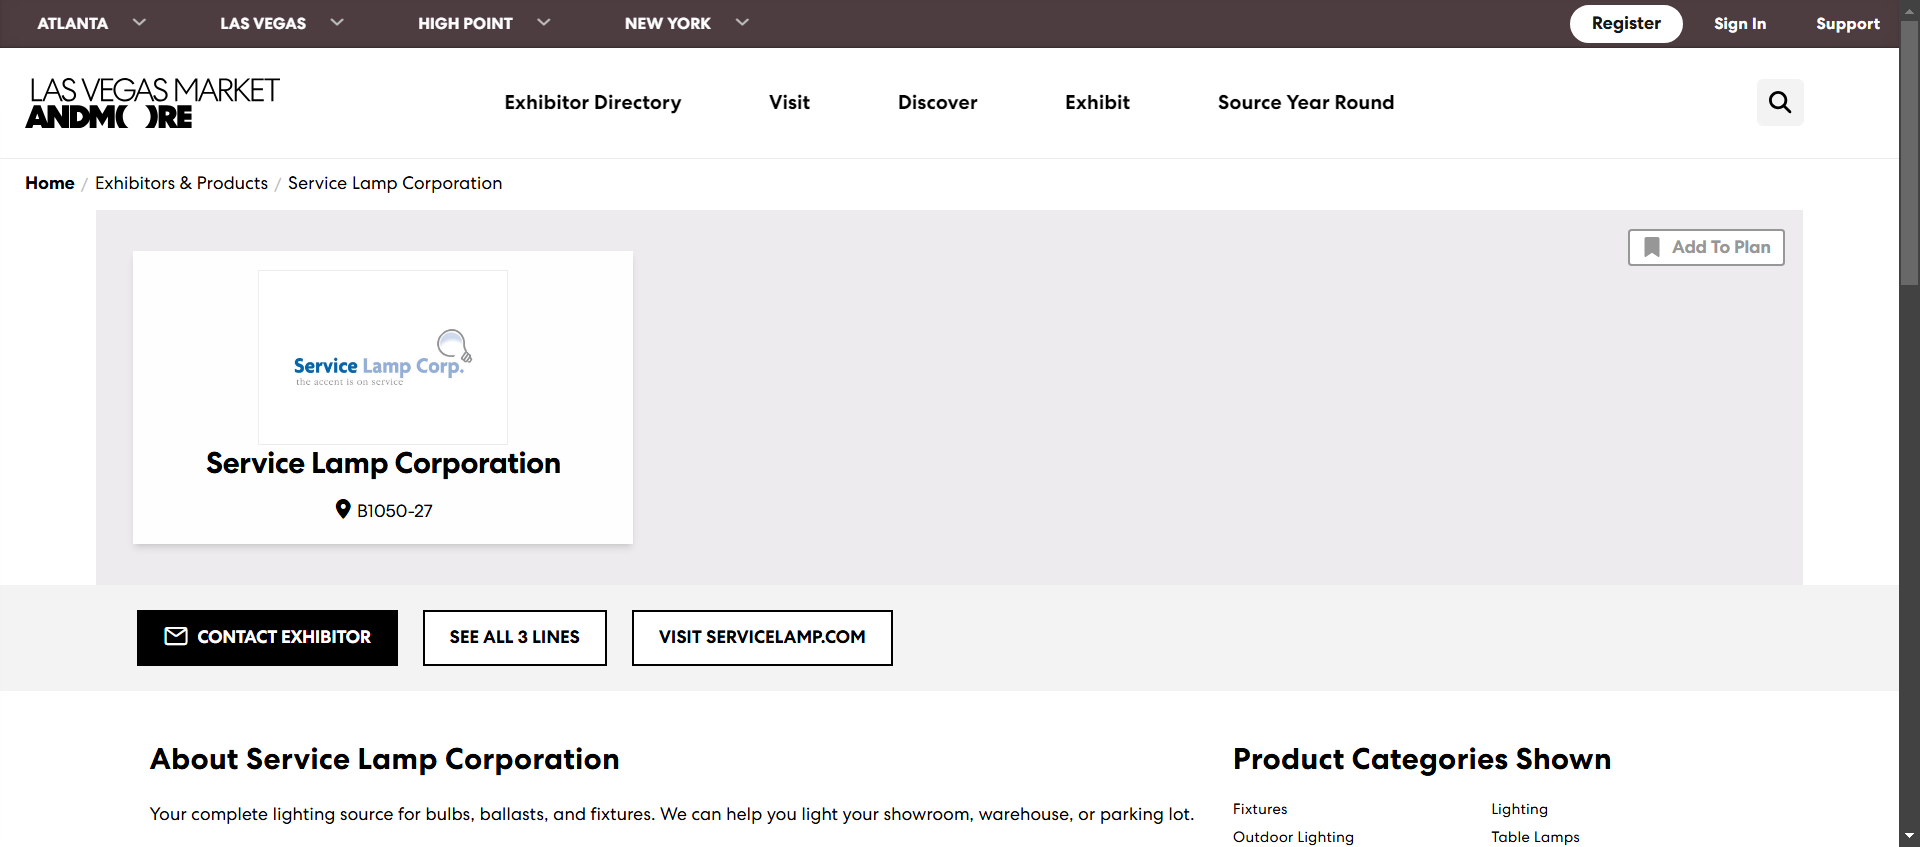 ATLANTA LAS VEGAS HIGH POINT NEW YORK Register Sign In Support
LAS VEGAS MARKET
ANDMORE
Exhibitor Directory Visit Discover Exhibit Source Year Round
Home / Exhibitors & Products / Service Lamp Corporation
Add To Plan
Service Lamp Corp.
the accent is on service
Service Lamp Corporation
B1050-27
CONTACT EXHIBITOR SEE ALL 3 LINES VISIT SERVICELAMP.COM
About Service Lamp Corporation
Your complete lighting source for bulbs, ballasts, and fixtures. We can help you light your showroom, warehouse, or parking lot.
Product Categories Shown
Fixtures Lighting
Outdoor Lighting Table Lamps